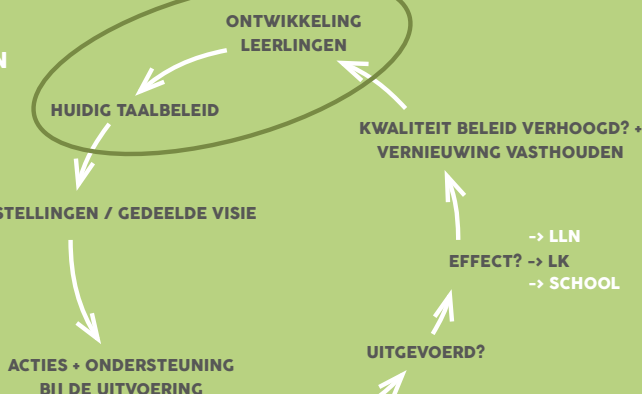 ONTWIKKELING
LEERLINGEN
N
HUIDIG TAALBELEID
KWALITEIT BELEID VERHOOGD? +
VERNIEUWING VASTHOUDEN
STELLINGEN / GEDEELDE VISIE
-> LLN
EFFECT? -> LK
-> SCHOOL
UITGEVOERD?
ACTIES + ONDERSTEUNING
BIJ DE UITVOERING